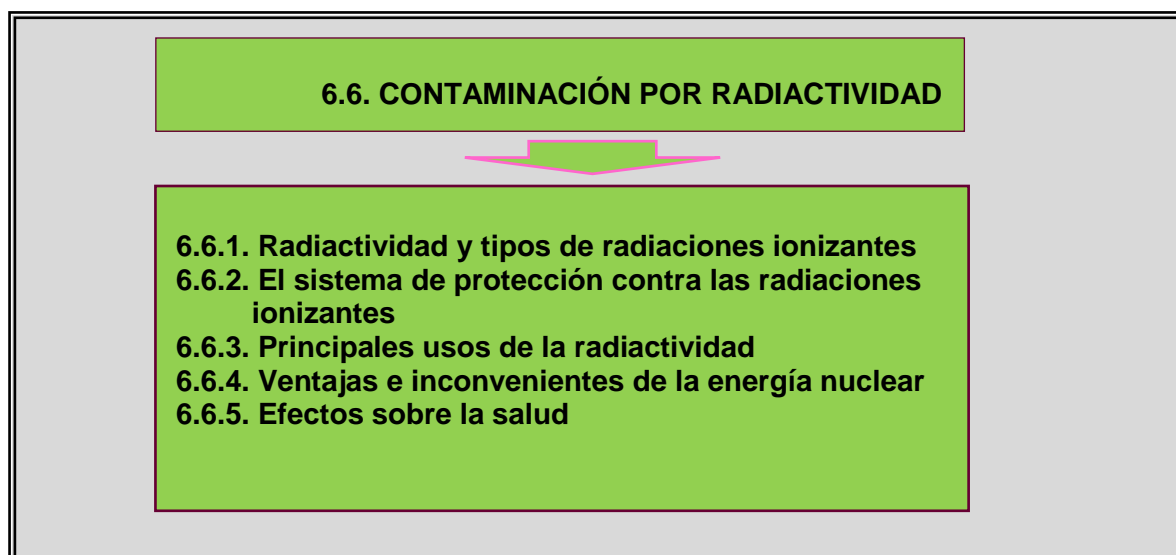 6.6. CONTAMINACIÓN POR RADIACTIVIDAD
6.6.1. Radiactividad y tipos de radiaciones ionizantes
6.6.2. El sistema de protección contra las radiaciones
ionizantes
6.6.3. Principales usos de la radiactividad
6.6.4. Ventajas e inconvenientes de la energía nuclear
6.6.5. Efectos sobre la salud